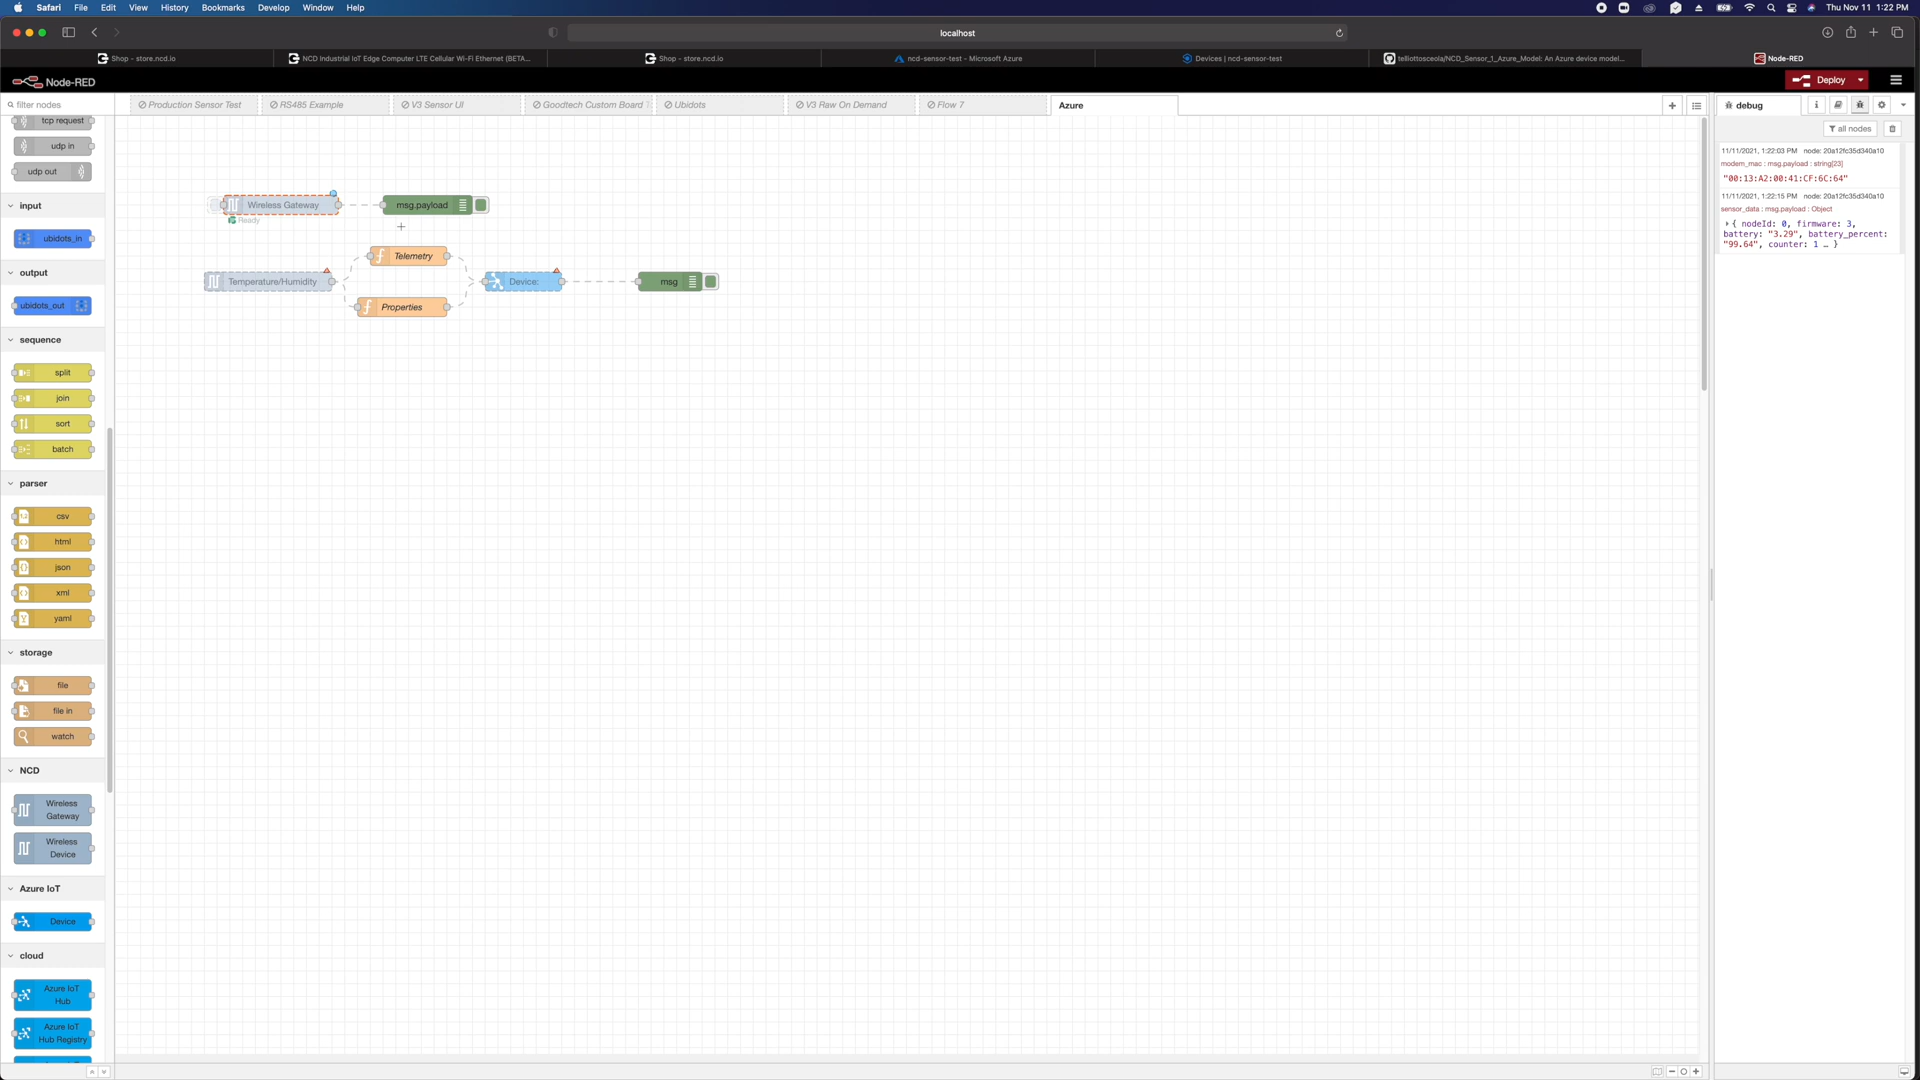 Safari File Edit View History Bookmarks Develop Window Help Thu Nov 11 1:22 PM
localhost
Shop - store.ncd.io NCD Industrial IoT Edge Computer LTE Cellular Wi-Fi Ethernet (BETA... Shop - store.ncd.io ncd-sensor-test - Microsoft Azure Devices | ncd-sensor-test telliottosceola/NCD_Sensor_1_Azure_Model: An Azure device model... Node-RED
Node-RED Deploy
filter nodes Production Sensor Test RS485 Example V3 Sensor UI Goodtech Custom Board Ubidots V3 Raw On Demand Flow 7 Azure debug
tcp request
all nodes
udp in
udp out
input
ubidots_in
output
ubidots_out
sequence
split
join
sort
batch
parser
csv
html
json
xml
yaml
storage
file
file in
watch
NCD
Wireless
Gateway
Wireless
Device
Azure IoT
Device
cloud
Azure IoT
Hub
Azure IoT
Hub Registry
Wireless Gateway msg.payload
Ready
Telemetry
Temperature/Humidity Device: msg
Properties
11/11/2021, 1:22:03 PM node: 20a12fc35d340a10
modem_mac : msg.payload : string[23]
"00:13:A2:00:41:CF:6C:64"
11/11/2021, 1:22:15 PM node: 20a12fc35d340a10
sensor_data : msg.payload : Object
{ nodeId: 0, firmware: 3,
battery: "3.29", battery_percent:
"99.64", counter: 1 … }